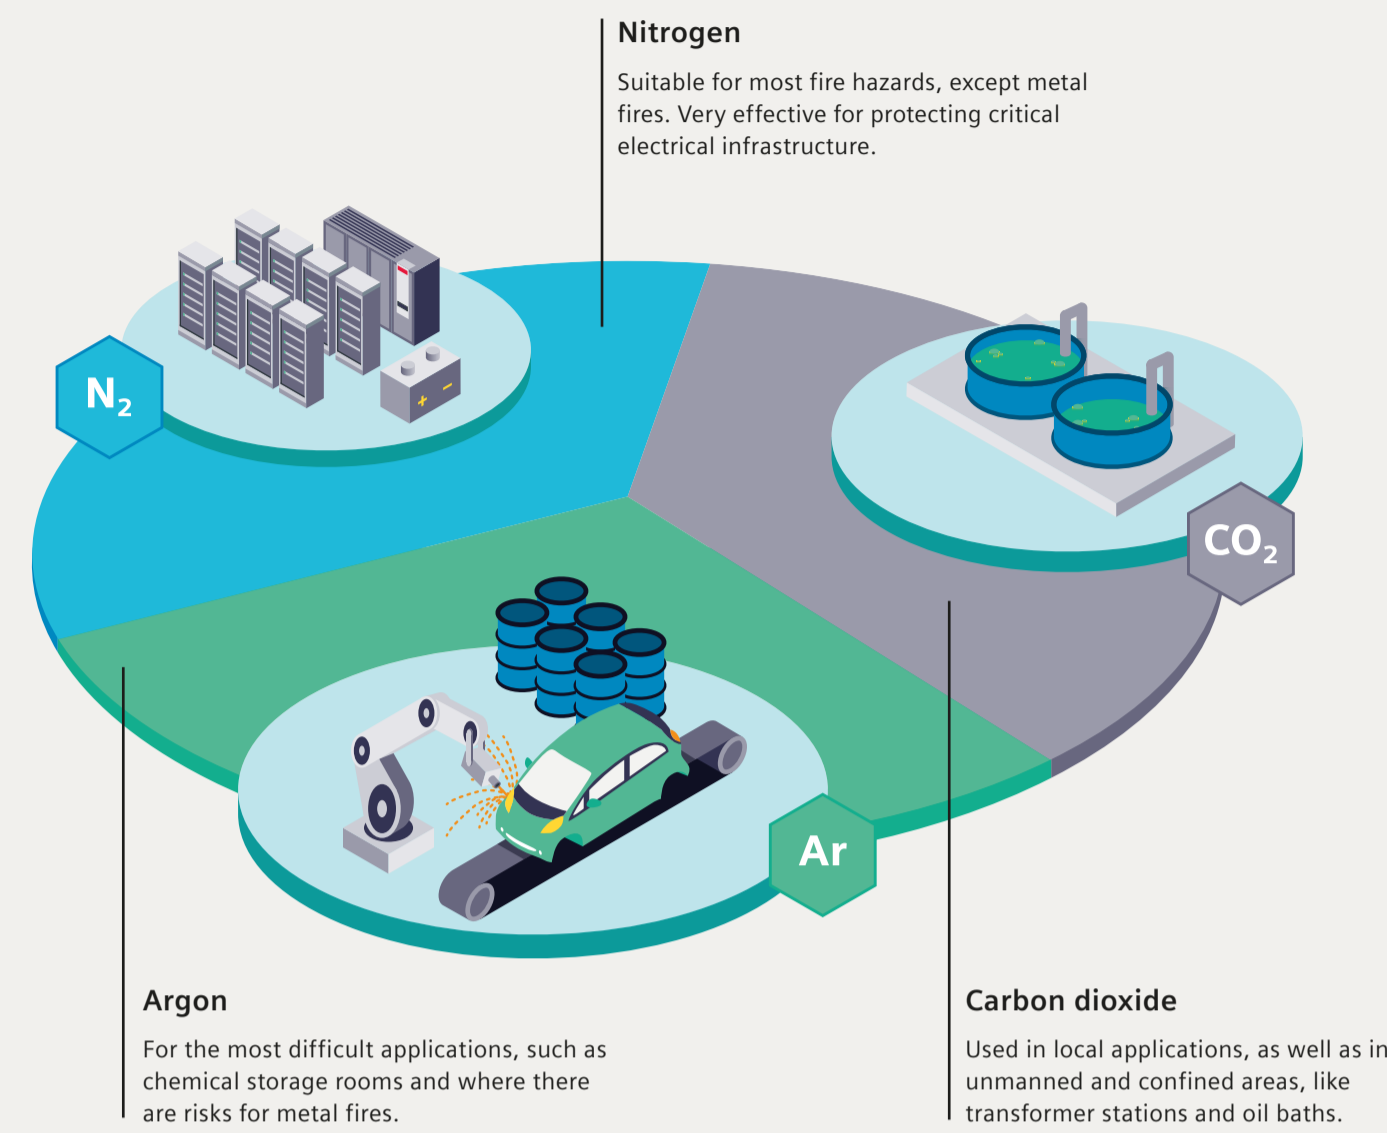 Nitrogen
Suitable for most fire hazards, except metal
fires. Very effective for protecting critical
electrical infrastructure.
N₂
+
−
CO₂
Ar
Argon
For the most difficult applications, such as
chemical storage rooms and where there
are risks for metal fires.
Carbon dioxide
Used in local applications, as well as in
unmanned and confined areas, like
transformer stations and oil baths.